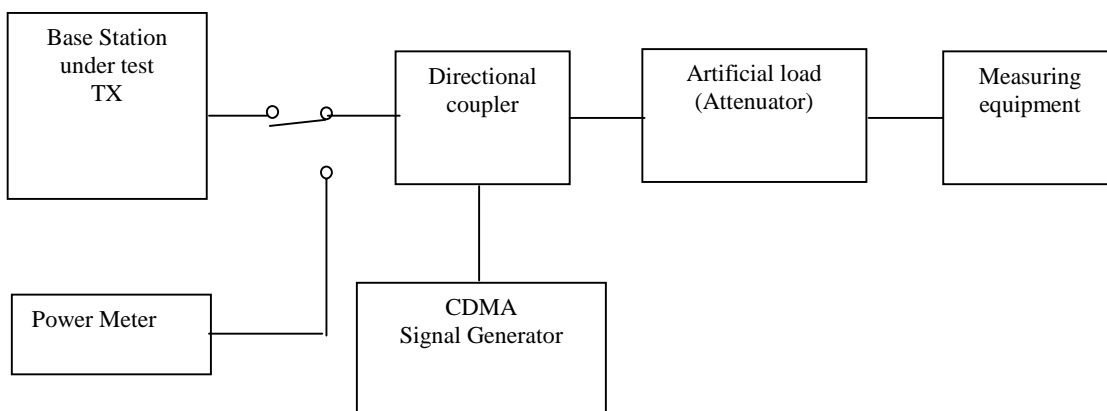 Base Station
under test
TX
Directional
coupler
Artificial load
(Attenuator)
Measuring
equipment
Power Meter
CDMA
Signal Generator